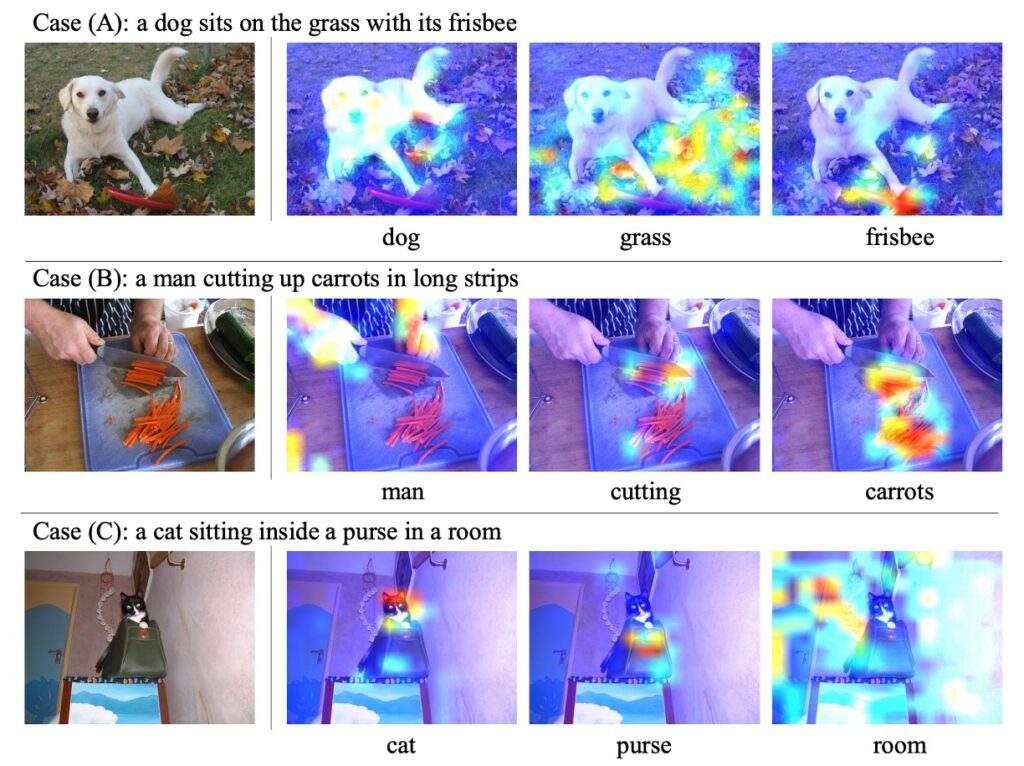 Case (A): a dog sits on the grass with its frisbee
dog grass frisbee
Case (B): a man cutting up carrots in long strips
man cutting carrots
Case (C): a cat sitting inside a purse in a room
cat purse room